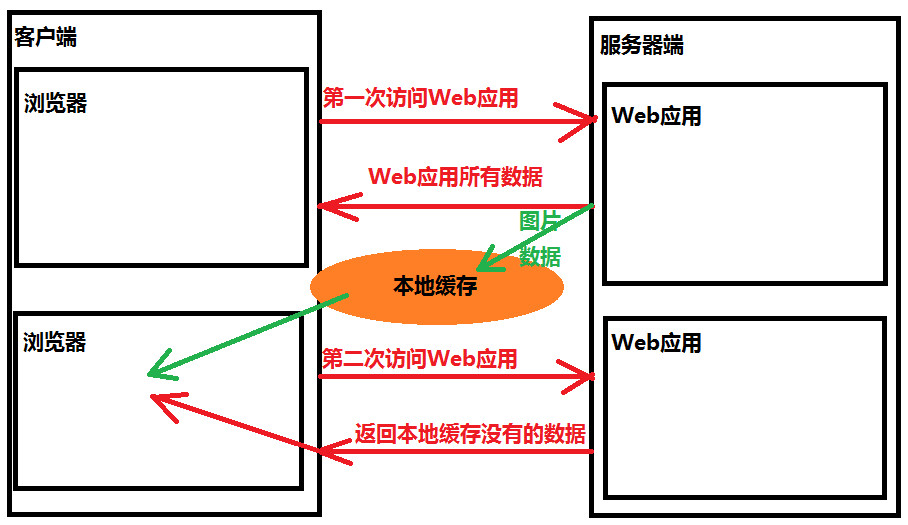 客户端
服务器端
浏览器
第一次访问Web应用
Web应用
Web应用所有数据
图片
数据
本地缓存
浏览器
第二次访问Web应用
Web应用
返回本地缓存没有的数据